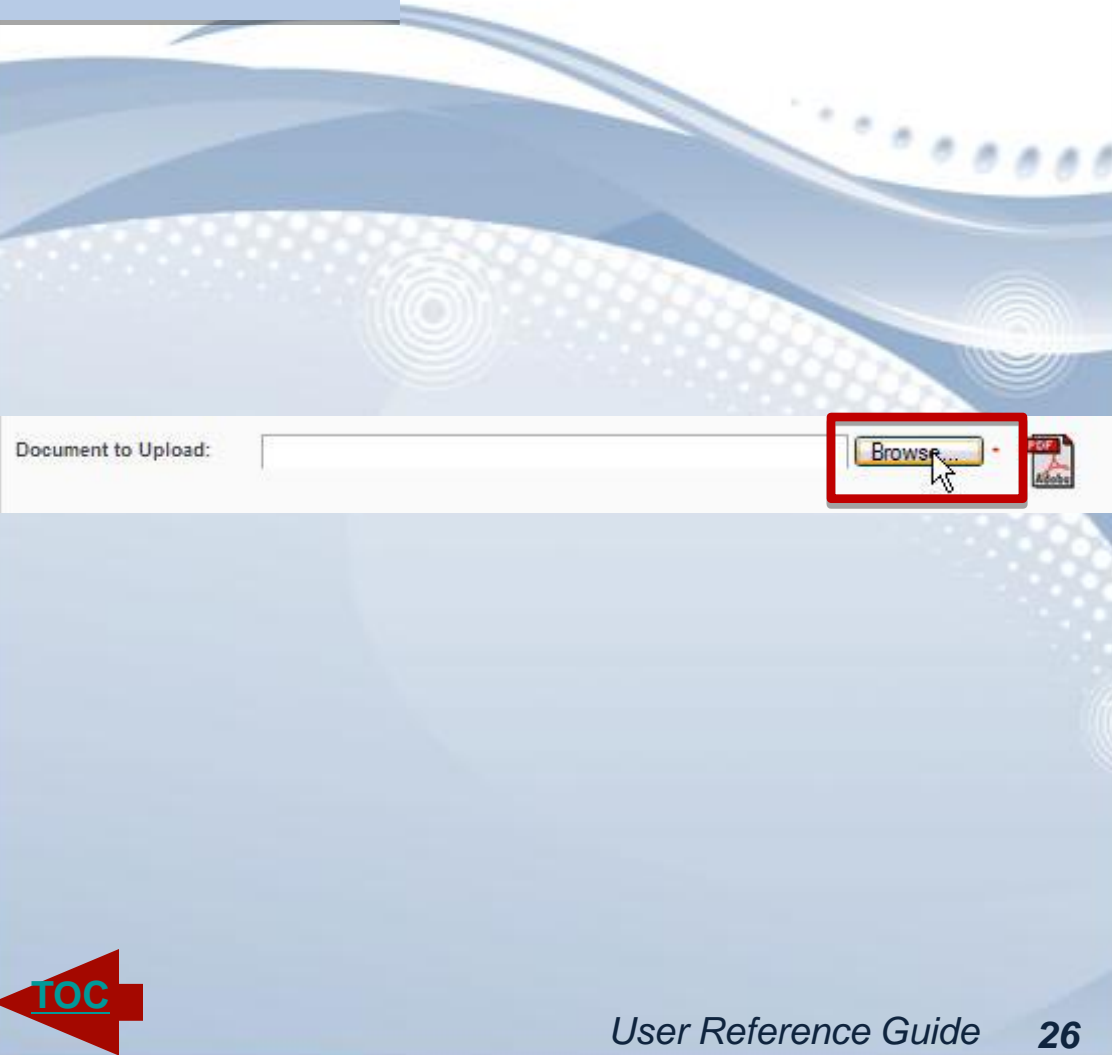 Document to Upload: Browse... *
PDF
Adobe
TOC
User Reference Guide 26